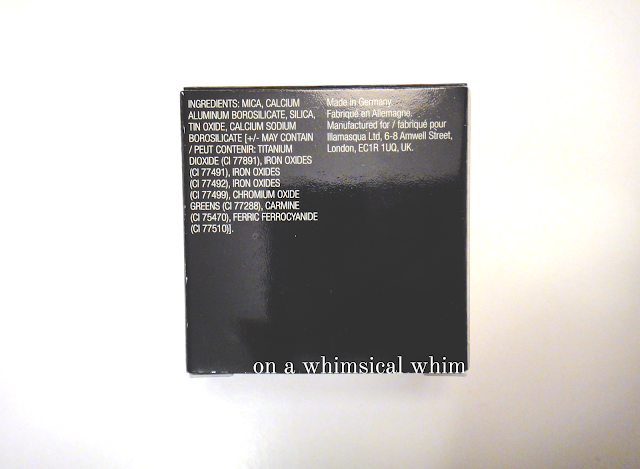 INGREDIENTS: MICA, CALCIUM
ALUMINUM BOROSILICATE, SILICA,
TIN OXIDE, CALCIUM SODIUM
BOROSILICATE [+/- MAY CONTAIN
/ PEUT CONTENIR: TITANIUM
DIOXIDE (CI 77891), IRON OXIDES
(CI 77491), IRON OXIDES
(CI 77492), IRON OXIDES
(CI 77499), CHROMIUM OXIDE
GREENS (CI 77288), CARMINE
(CI 75470), FERRIC FERROCYANIDE
(CI 77510)].
Made in Germany.
Fabriqué en Allemagne.
Manufactured for / fabriqué pour
Illamasqua Ltd, 6-8 Amwell Street,
London, EC1R 1UQ, UK.
on a whimsical whim